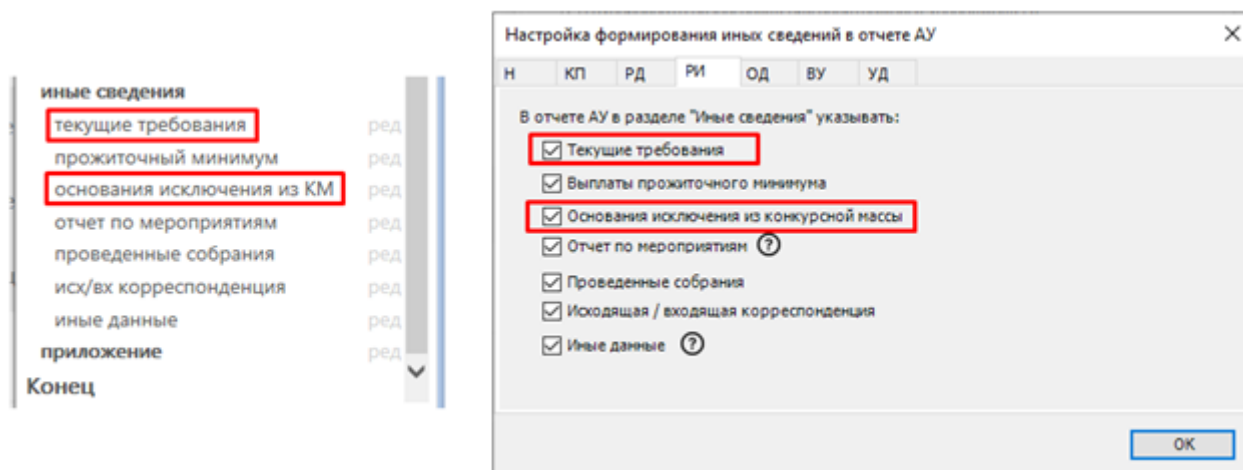 иные сведения
текущие требования ред
прожиточный минимум ред
основания исключения из КМ ред
отчет по мероприятиям ред
проведенные собрания ред
исх/вх корреспонденция ред
иные данные ред
приложение ред
Конец
Настройка формирования иных сведений в отчете АУ
Н КП РД РИ ОД ВУ УД
В отчете АУ в разделе "Иные сведения" указывать:
Текущие требования
Выплаты прожиточного минимума
Основания исключения из конкурсной массы
Отчет по мероприятиям ?
Проведенные собрания
Исходящая / входящая корреспонденция
Иные данные ?
ОК